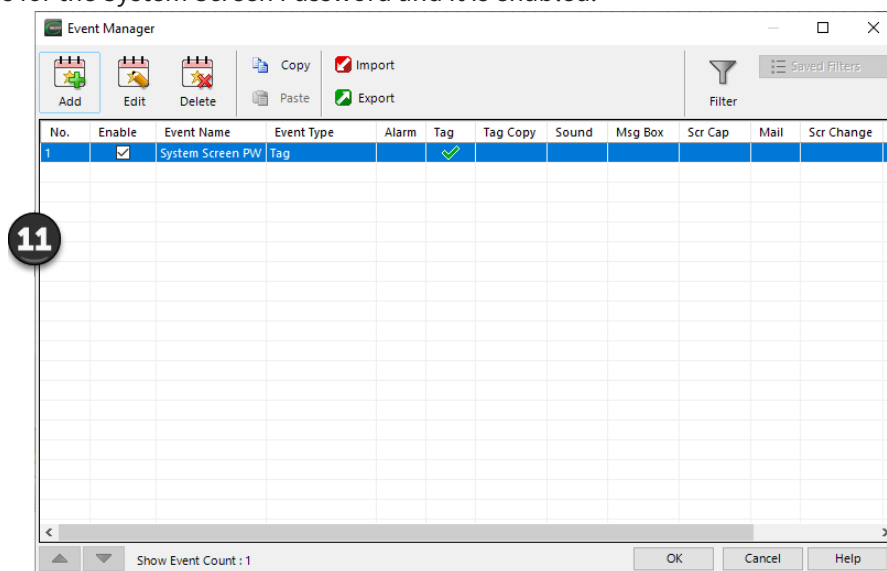 for the System Screen Password and it is enabled.
Event Manager
Add Edit Delete Copy Paste Import Export Filter Saved Filters
No. Enable Event Name Event Type Alarm Tag Tag Copy Sound Msg Box Scr Cap Mail Scr Change
1 System Screen PW Tag
11
Show Event Count : 1 OK Cancel Help